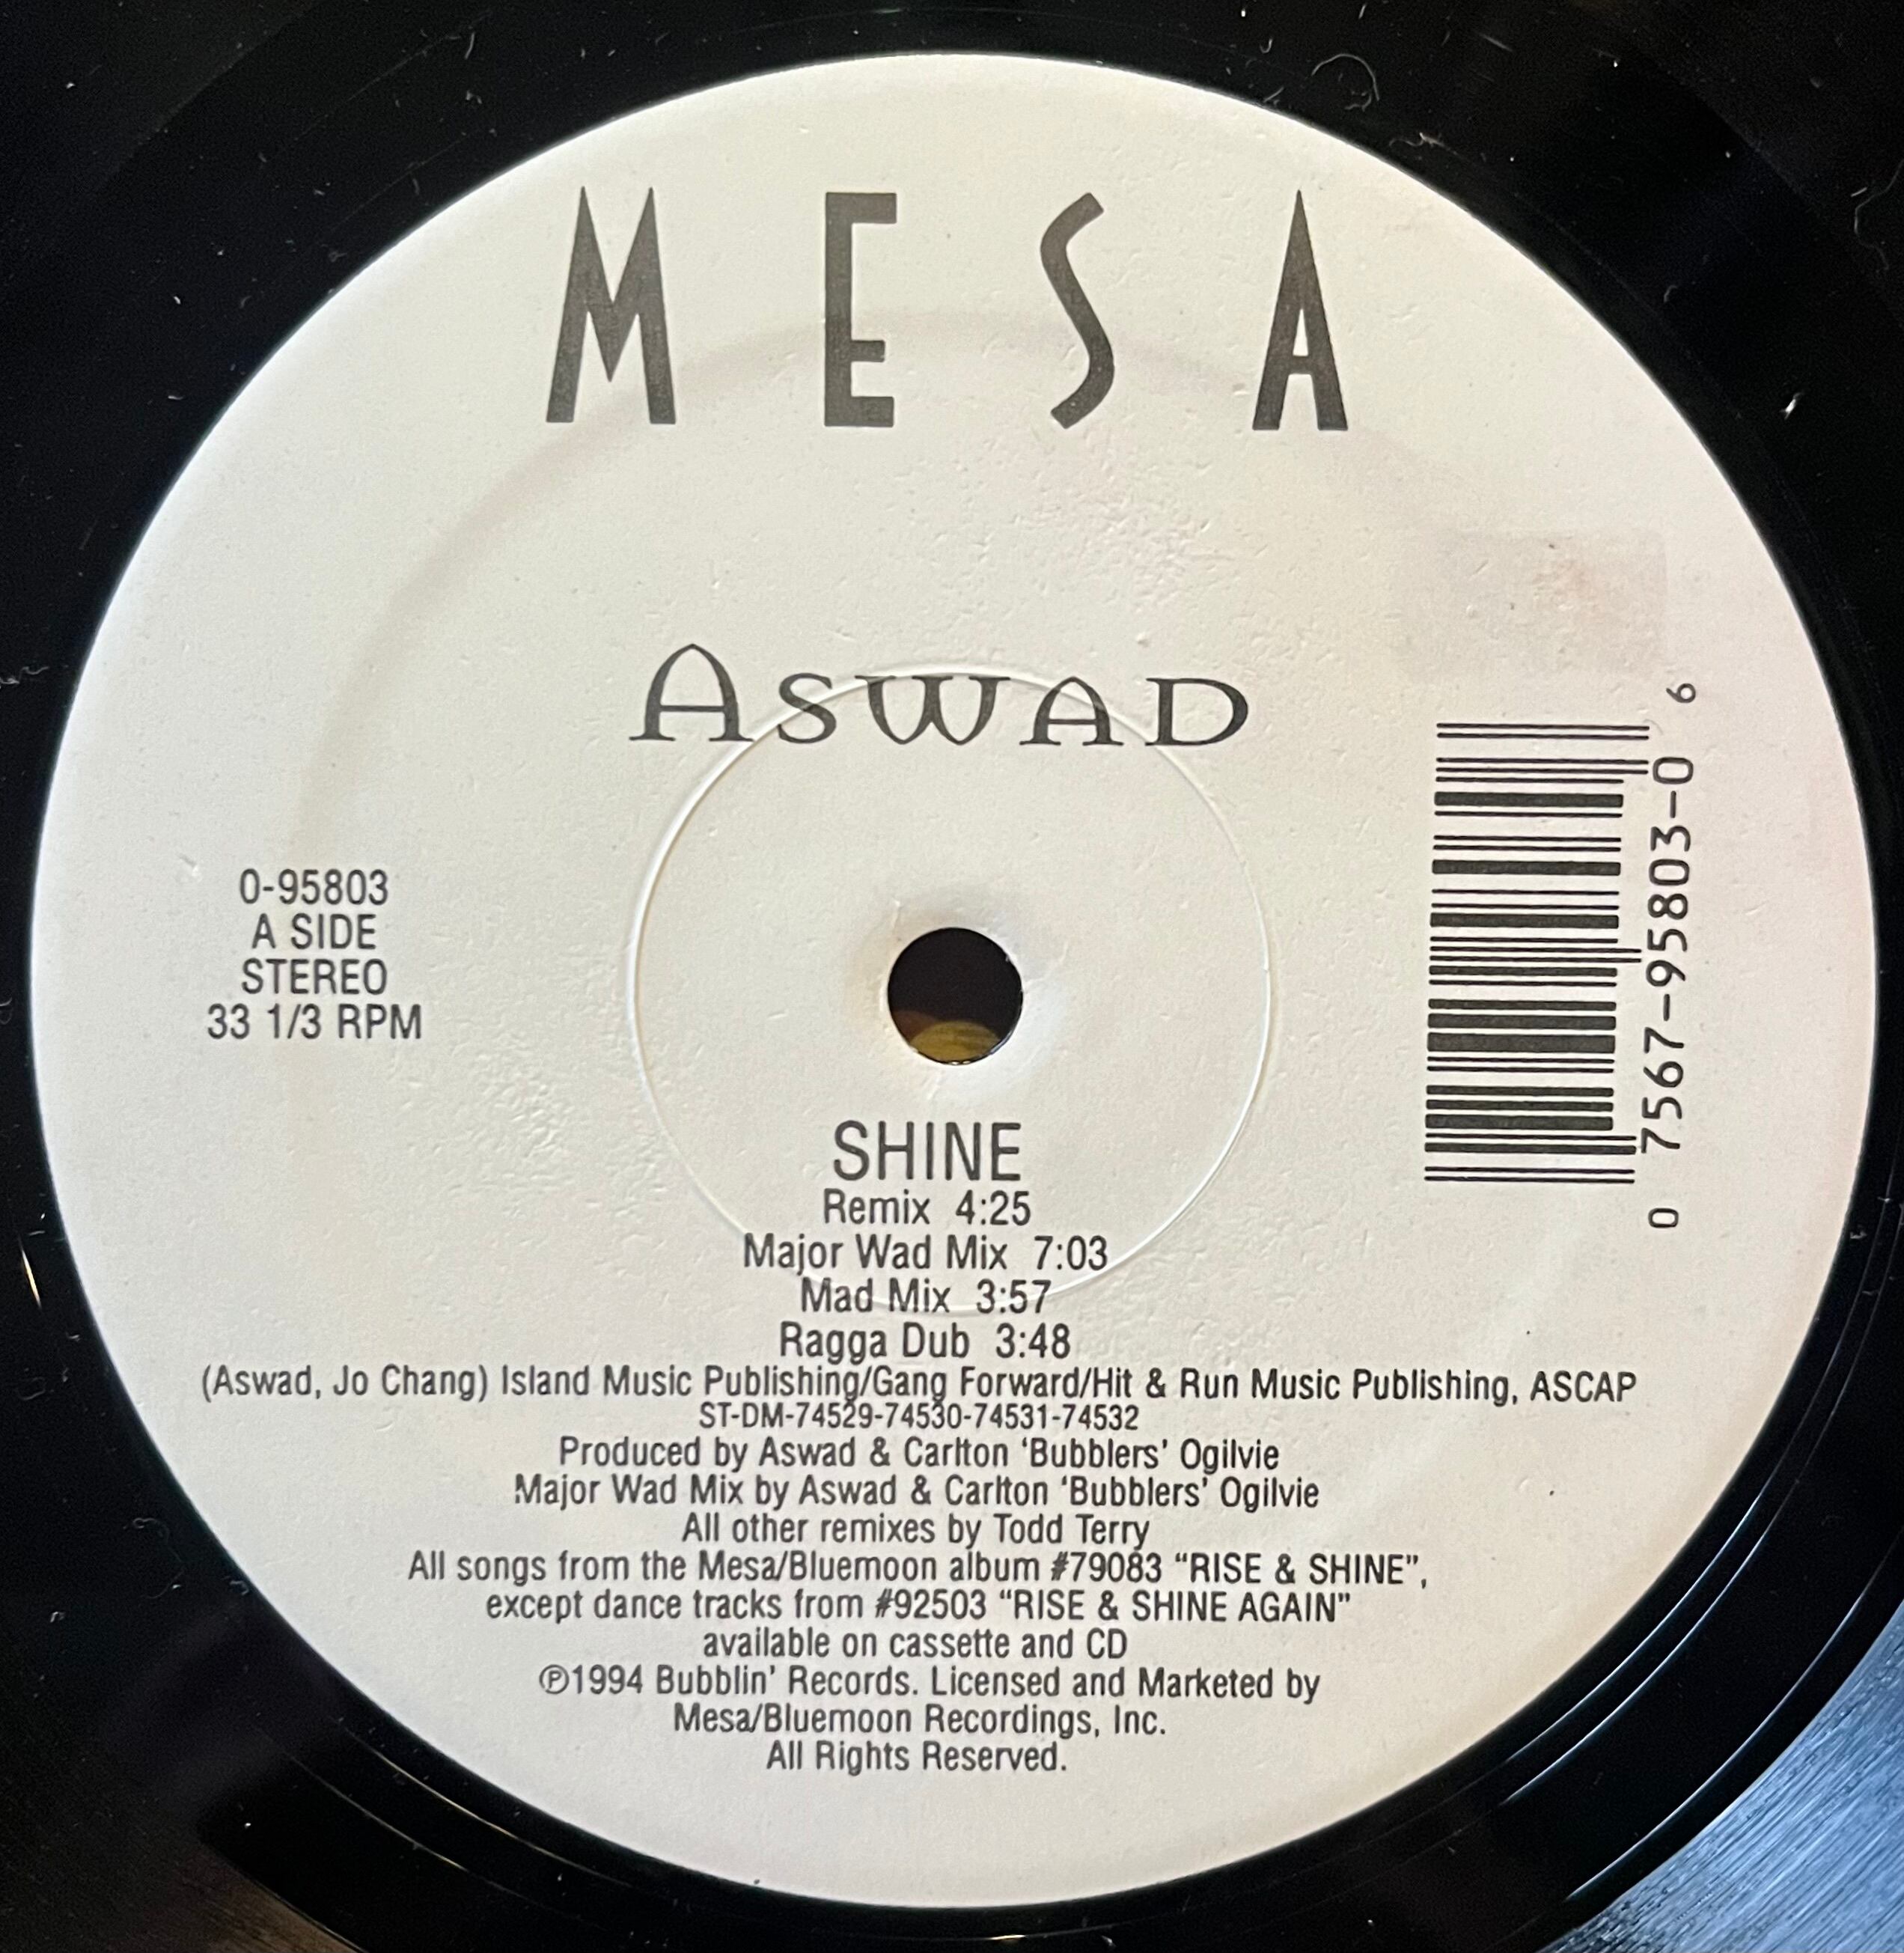 MESA
ASWAD
0-95803
A SIDE
STEREO
33 1/3 RPM
0 7567-95803-0 6
SHINE
Remix 4:25
Major Wad Mix 7:03
Mad Mix 3:57
Ragga Dub 3:48
(Aswad, Jo Chang) Island Music Publishing/Gang Forward/Hit & Run Music Publishing, ASCAP
ST-DM-74529-74530-74531-74532
Produced by Aswad & Carlton ‘Bubblers’ Ogilvie
Major Wad Mix by Aswad & Carlton ‘Bubblers’ Ogilvie
All other remixes by Todd Terry
All songs from the Mesa/Bluemoon album #79083 “RISE & SHINE”,
except dance tracks from #92503 “RISE & SHINE AGAIN”
available on cassette and CD
℗1994 Bubblin’ Records. Licensed and Marketed by
Mesa/Bluemoon Recordings, Inc.
All Rights Reserved.